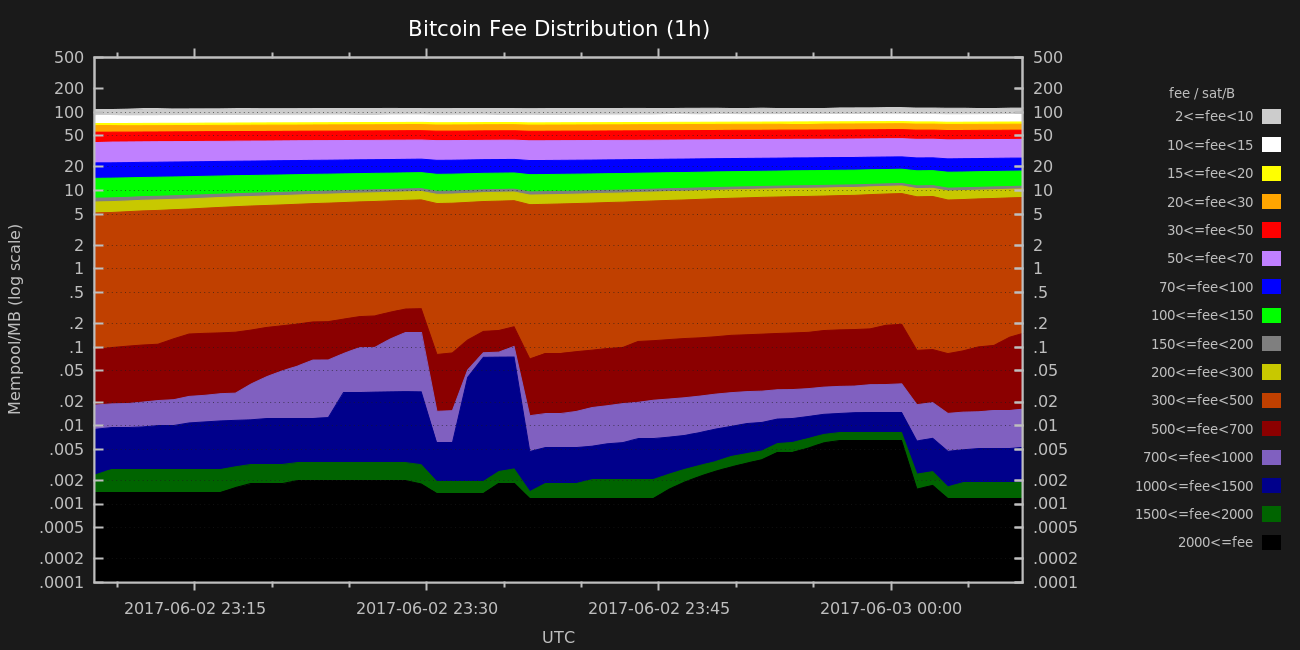 Bitcoin Fee Distribution (1h)
500
200
100
50
20
10
5
2
1
.5
.2
.1
.05
.02
.01
.005
.002
.001
.0005
.0002
.0001
Mempool/MB (log scale)
500
200
100
50
20
10
5
2
1
.5
.2
.1
.05
.02
.01
.005
.002
.001
.0005
.0002
.0001
2017-06-02 23:15
2017-06-02 23:30
2017-06-02 23:45
2017-06-03 00:00
UTC
fee / sat/B
2<=fee<10
10<=fee<15
15<=fee<20
20<=fee<30
30<=fee<50
50<=fee<70
70<=fee<100
100<=fee<150
150<=fee<200
200<=fee<300
300<=fee<500
500<=fee<700
700<=fee<1000
1000<=fee<1500
1500<=fee<2000
2000<=fee